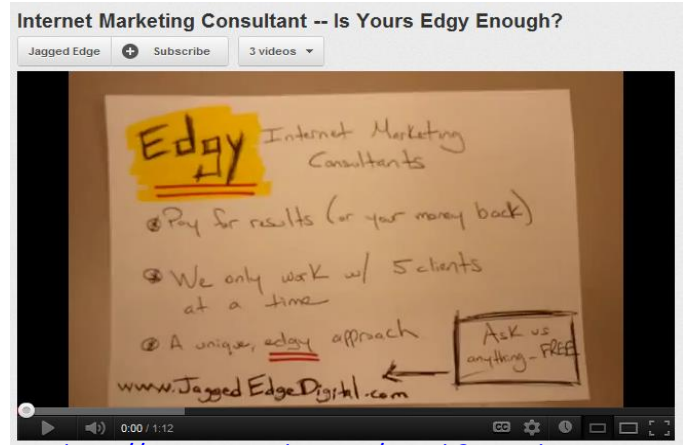 Internet Marketing Consultant -- Is Yours Edgy Enough?
Jagged Edge
Subscribe
3 videos
Edgy Internet Marketing
Consultants
Pay for results (or your money back)
We only work w/ 5 clients
at a time
A unique, edgy approach
Ask us
anything - FREE
www.JaggedEdgeDigital.com
0:00 / 1:12
CC